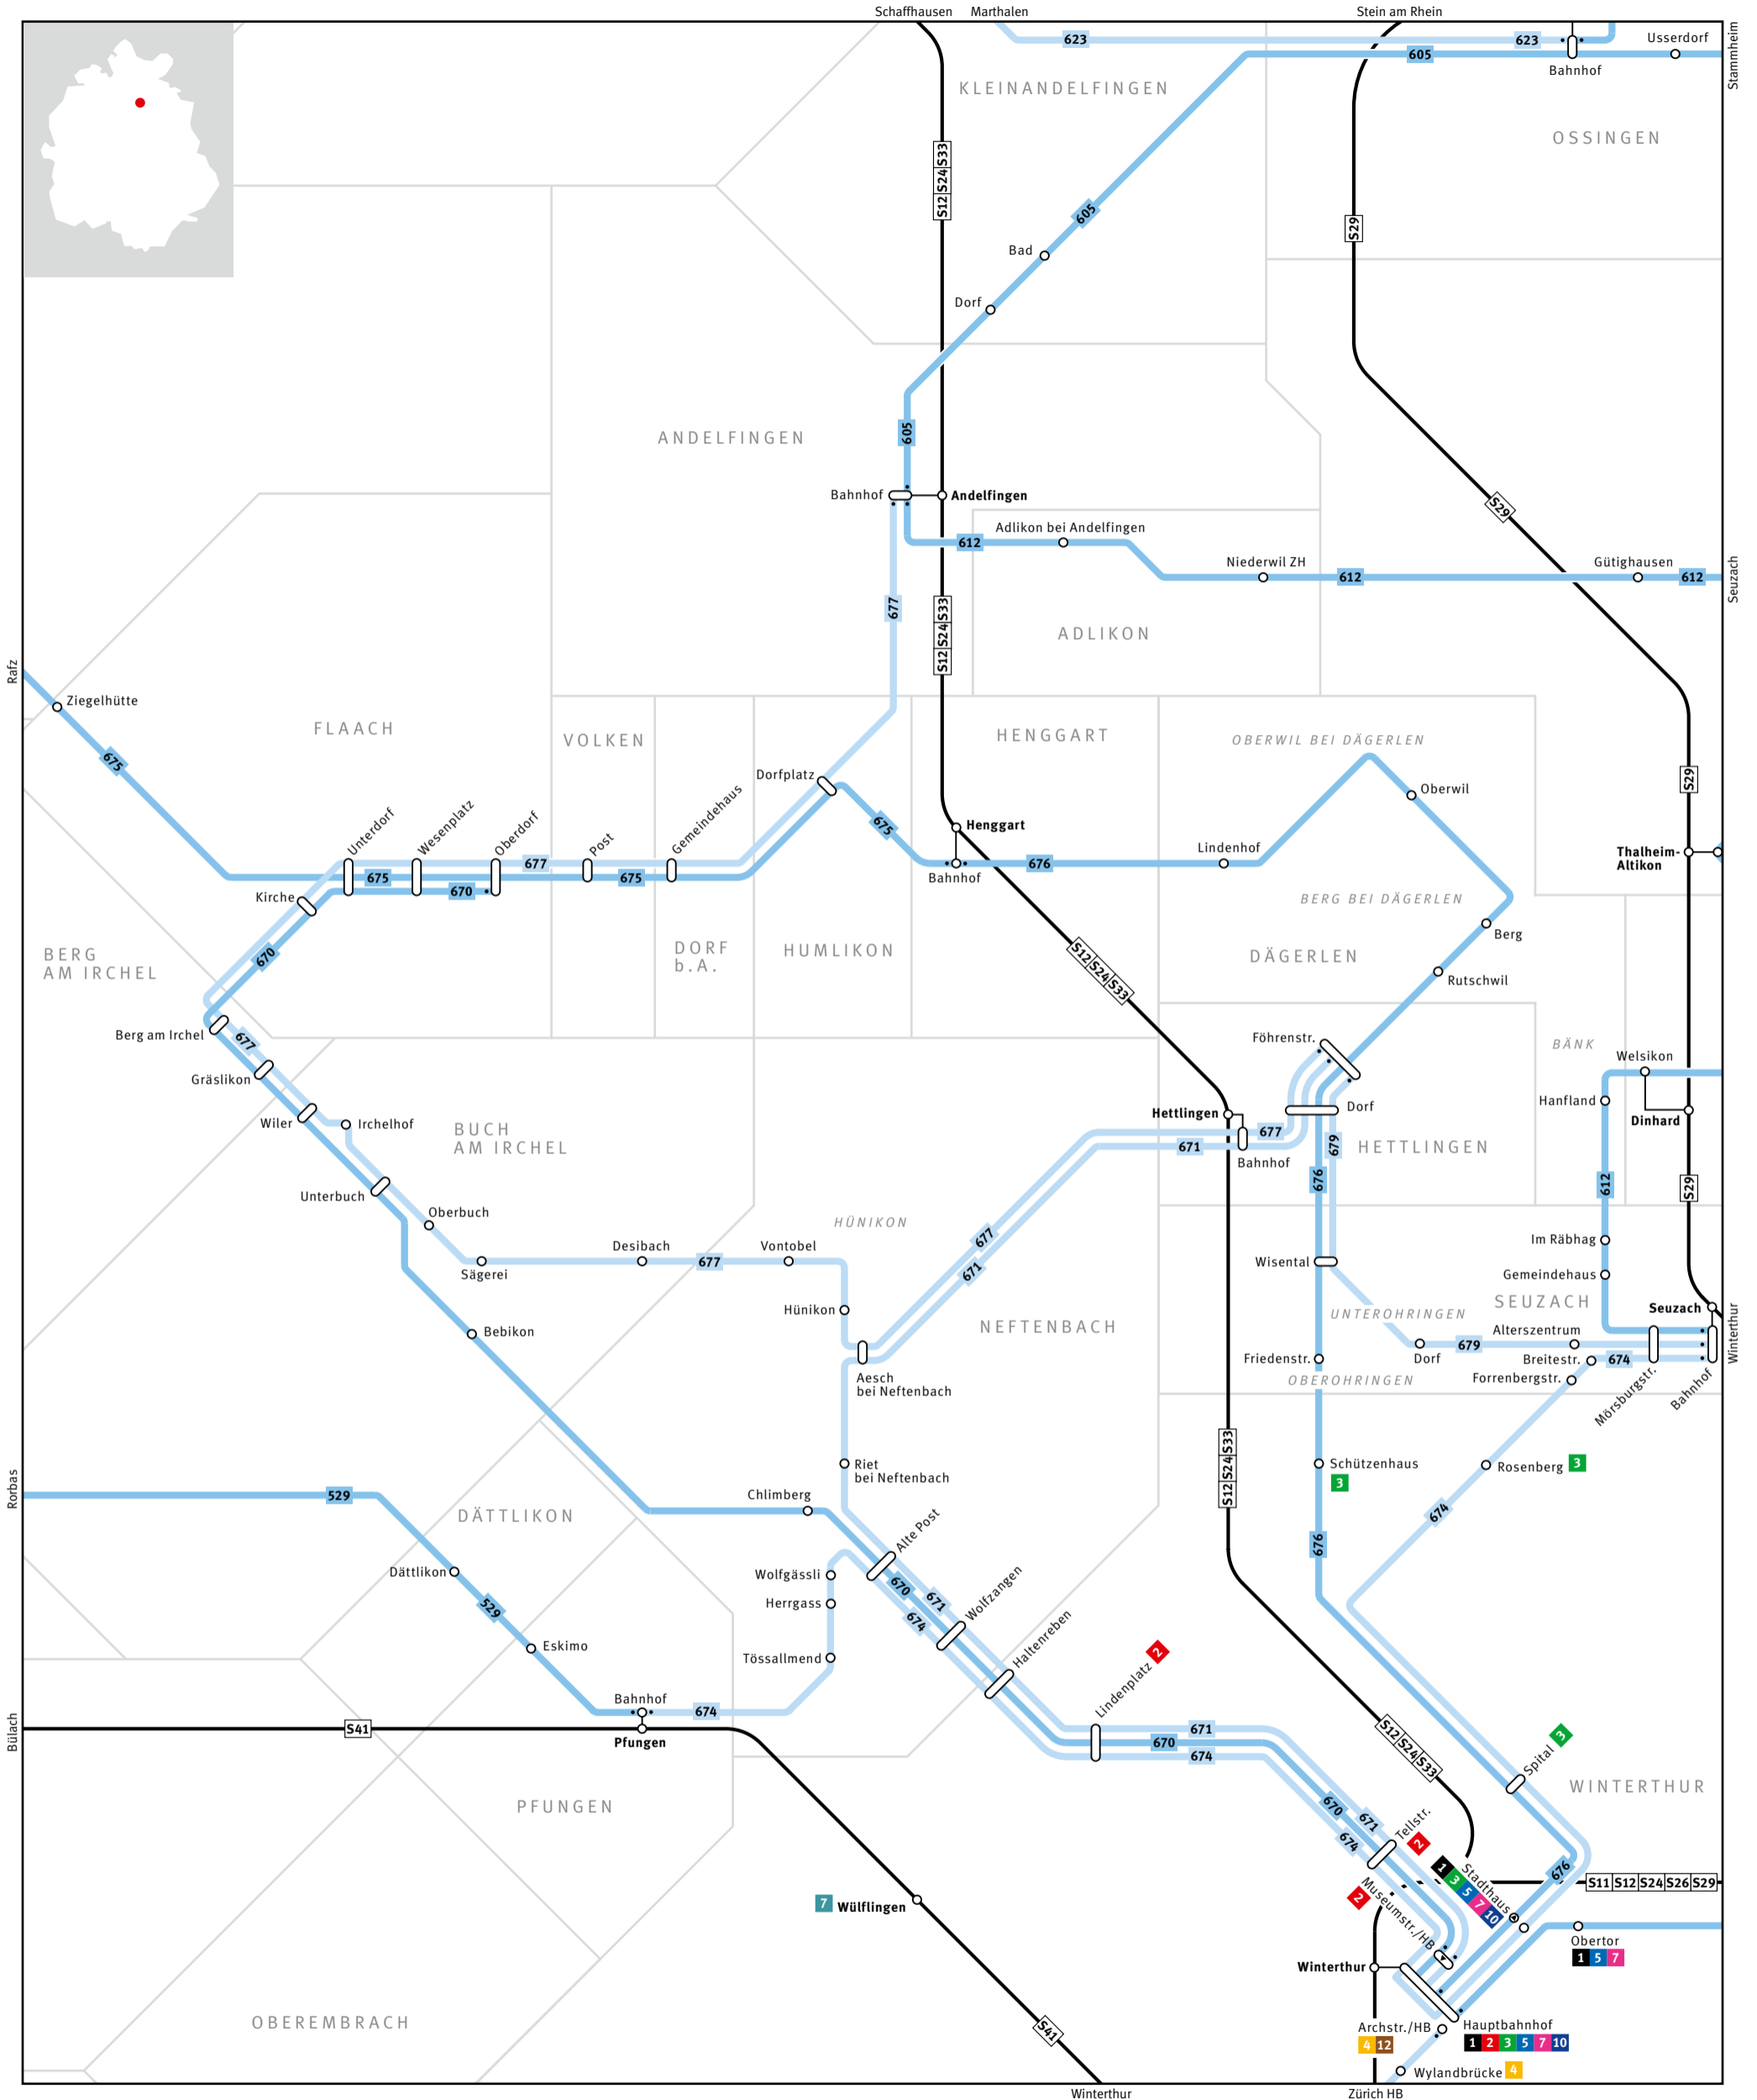 Schaffhausen
Marthalen
Stein am Rhein
623
623
Usserdorf
605
Bahnhof
Stammheim
KLEINANDELFINGEN
OSSINGEN
S12 S24 S33
605
S29
Bad
Dorf
605
ANDELFINGEN
Bahnhof
Andelfingen
S29
Adlikon bei Andelfingen
612
Niederwil ZH
612
Gütighausen
612
Seuzach
677
S12 S24 S33
ADLIKON
Rafz
Ziegelhütte
FLAACH
VOLKEN
HENGGART
OBERWIL BEI DÄGERLEN
675
Dorfplatz
S29
Oberwil
Unterdorf
Wesenplatz
Oberdorf
Post
Gemeindehaus
675
Henggart
677
675
675
670
Bahnhof
676
Lindenhof
Thalheim-
Altikon
Kirche
BERG BEI DÄGERLEN
BERG
AM IRCHEL
670
DORF
b.A.
HUMLIKON
S12 S24 S33
DÄGERLEN
Berg
Rutschwil
Berg am Irchel
677
Föhrenstr.
BÄNK
Welsikon
Gräslikon
Hanfland
Wiler
Irchelhof
Hettlingen
Dorf
Dinhard
BUCH
AM IRCHEL
677
671
679
HETTLINGEN
Bahnhof
676
612
S29
Unterbuch
Oberbuch
HÜNIKON
677
Im Räbhag
Desibach
Vontobel
677
Sägerei
671
Wisental
Gemeindehaus
SEUZACH
Hünikon
UNTEROHRINGEN
Seuzach
Bebikon
NEFTENBACH
Alterszentrum
679
Dorf
Friedenstr.
Breitestr.
674
Winterthur
Aesch
bei Neftenbach
OBEROHRINGEN
Forrenbergstr.
Mörsburgstr.
Bahnhof
S12 S24 S33
Riet
bei Neftenbach
Schützenhaus
3
Rosenberg 3
Rorbas
529
Chlimberg
DÄTTLIKON
674
Alte Post
676
Dättlikon
Wolfgässli
670
671
Wolfzangen
Herrgass
674
529
Haltenreben
Eskimo
Tössallmend
Lindenplatz 2
Bahnhof
674
Bülach
S41
Pfungen
671
670
674
S12 S24 S33
Spital 3
WINTERTHUR
PFUNGEN
670
671
674
Tellstr.
2
676
1 3 5 7 10
Stadthaus
S11 S12 S24 S26 S29
2
Museumstr./HB
7 Wülflingen
Obertor
1 5 7
Winterthur
OBEREMBRACH
S41
Archstr./HB
4 12
Hauptbahnhof
1 2 3 5 7 10
Wylandbrücke 4
Winterthur
Zürich HB